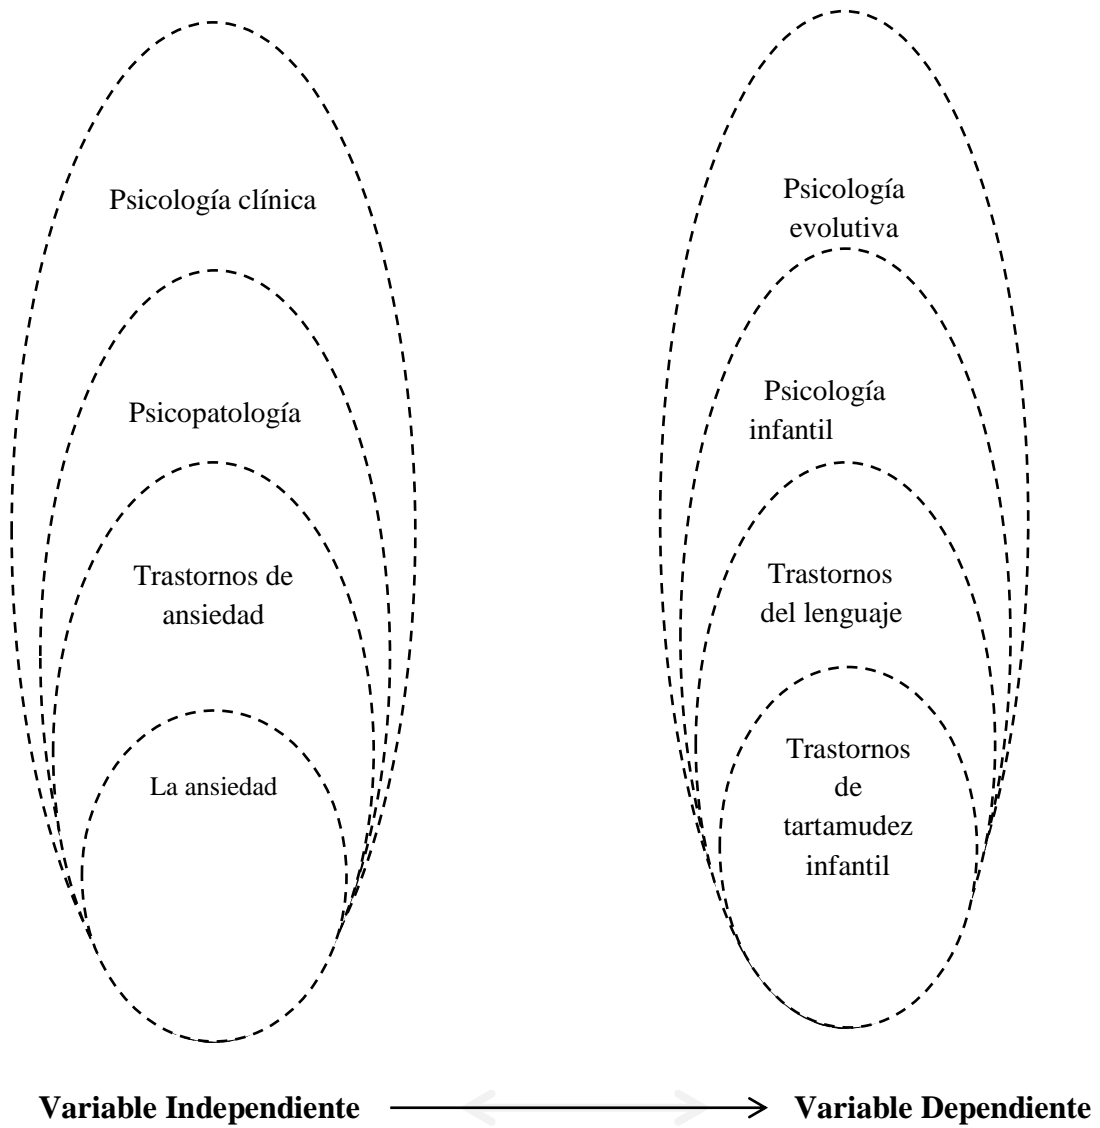 Psicología clínica
Psicopatología
Trastornos de
ansiedad
La ansiedad
Psicología
evolutiva
Psicología
infantil
Trastornos
del lenguaje
Trastornos
de
tartamudez
infantil
Variable Independiente
Variable Dependiente